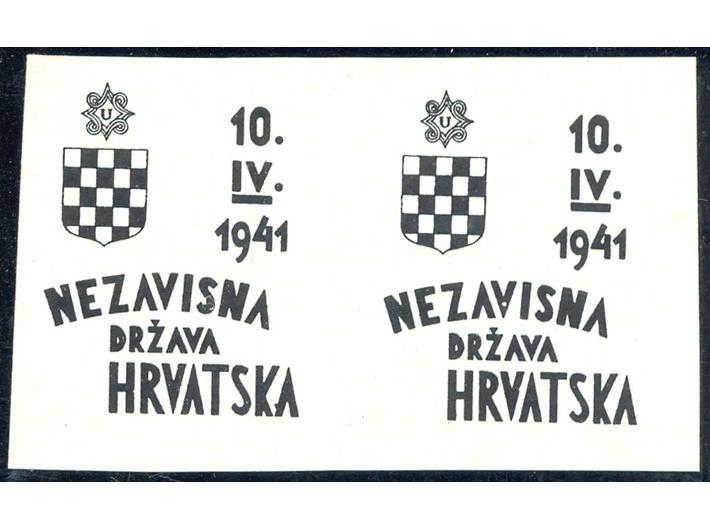 U
10.
IV.
1941
NEZAVISNA
DRŽAVA
HRVATSKA
U
10.
IV.
1941
NEZAVISNA
DRŽAVA
HRVATSKA